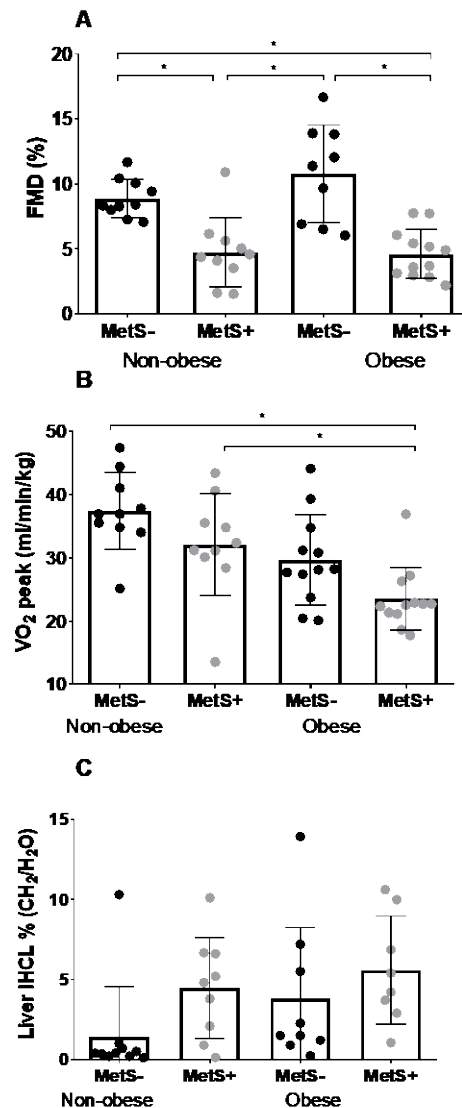 A
* 
* * *
20
15
10
5
0
FMD (%)
MetS- MetS+ MetS- MetS+
Non-obese Obese
B
*
*
50
40
30
20
10
VO2 peak (ml/min/kg)
MetS- MetS+ MetS- MetS+
Non-obese Obese
C
15
10
5
0
Liver IHCL % (CH2/H2O)
MetS- MetS+ MetS- MetS+
Non-obese Obese